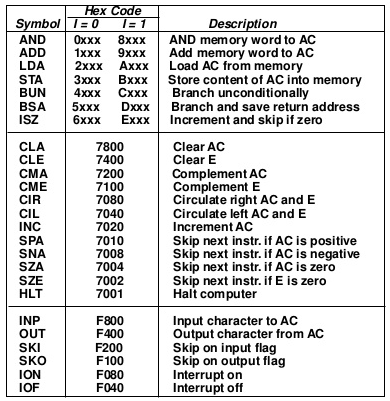 Hex Code
Symbol I = 0 I = 1 Description
AND 0xxx 8xxx AND memory word to AC
ADD 1xxx 9xxx Add memory word to AC
LDA 2xxx Axxx Load AC from memory
STA 3xxx Bxxx Store content of AC into memory
BUN 4xxx Cxxx Branch unconditionally
BSA 5xxx Dxxx Branch and save return address
ISZ 6xxx Exxx Increment and skip if zero
CLA 7800 Clear AC
CLE 7400 Clear E
CMA 7200 Complement AC
CME 7100 Complement E
CIR 7080 Circulate right AC and E
CIL 7040 Circulate left AC and E
INC 7020 Increment AC
SPA 7010 Skip next instr. if AC is positive
SNA 7008 Skip next instr. if AC is negative
SZA 7004 Skip next instr. if AC is zero
SZE 7002 Skip next instr. if E is zero
HLT 7001 Halt computer
INP F800 Input character to AC
OUT F400 Output character from AC
SKI F200 Skip on input flag
SKO F100 Skip on output flag
ION F080 Interrupt on
IOF F040 Interrupt off